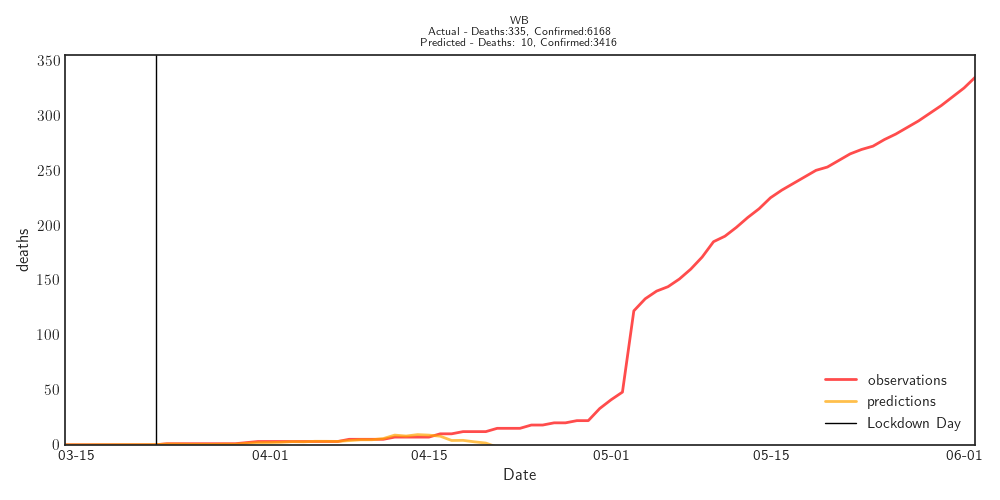 WB
Actual - Deaths:335, Confirmed:6168
Predicted - Deaths: 10, Confirmed:3416
350
300
250
200
150
100
50
0
deaths
observations
predictions
Lockdown Day
03-15 04-01 04-15 05-01 05-15 06-01
Date